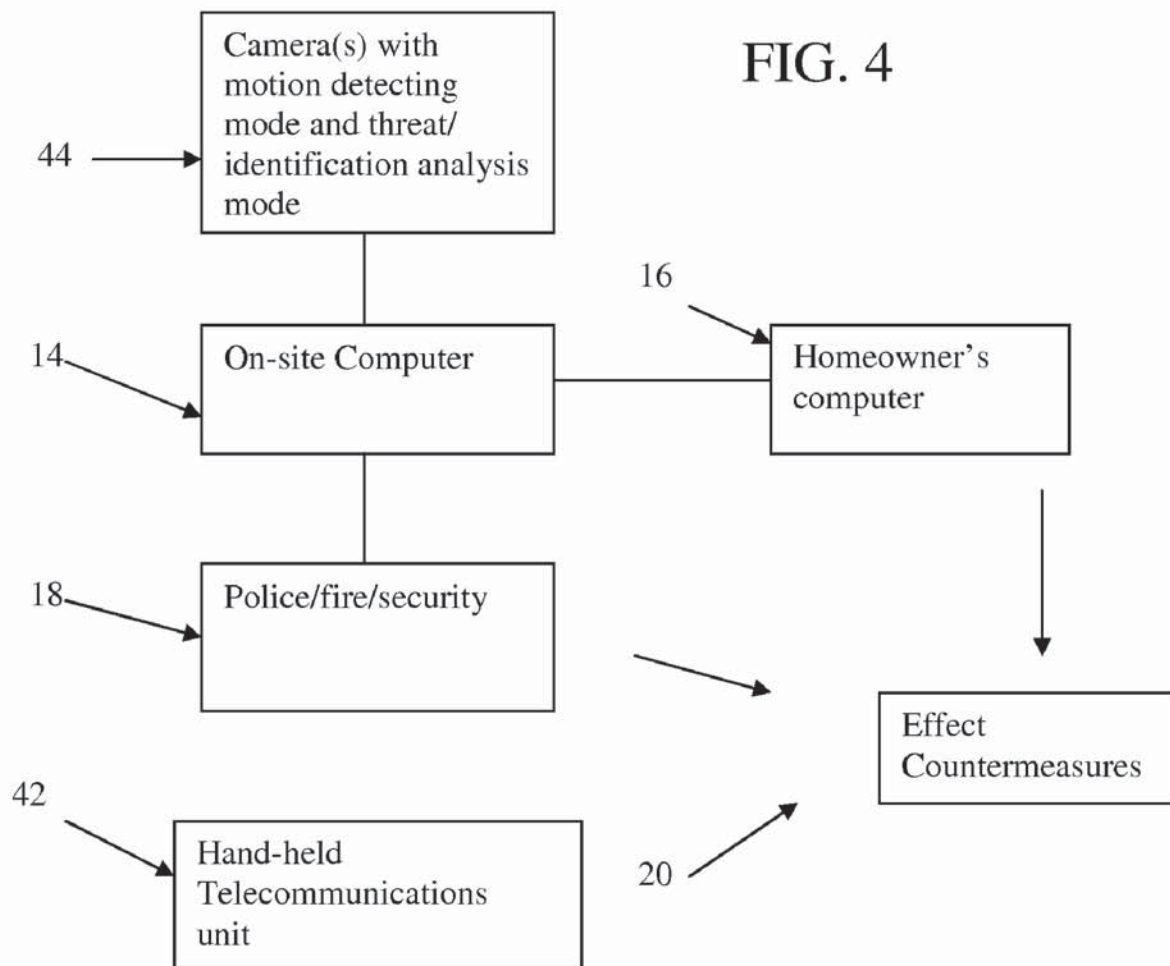 FIG. 4
Camera(s) with
motion detecting
mode and threat/
identification analysis
mode
44
16
14
On-site Computer
Homeowner’s
computer
18
Police/fire/security
Effect
Countermeasures
42
Hand-held
Telecommunications
unit
20